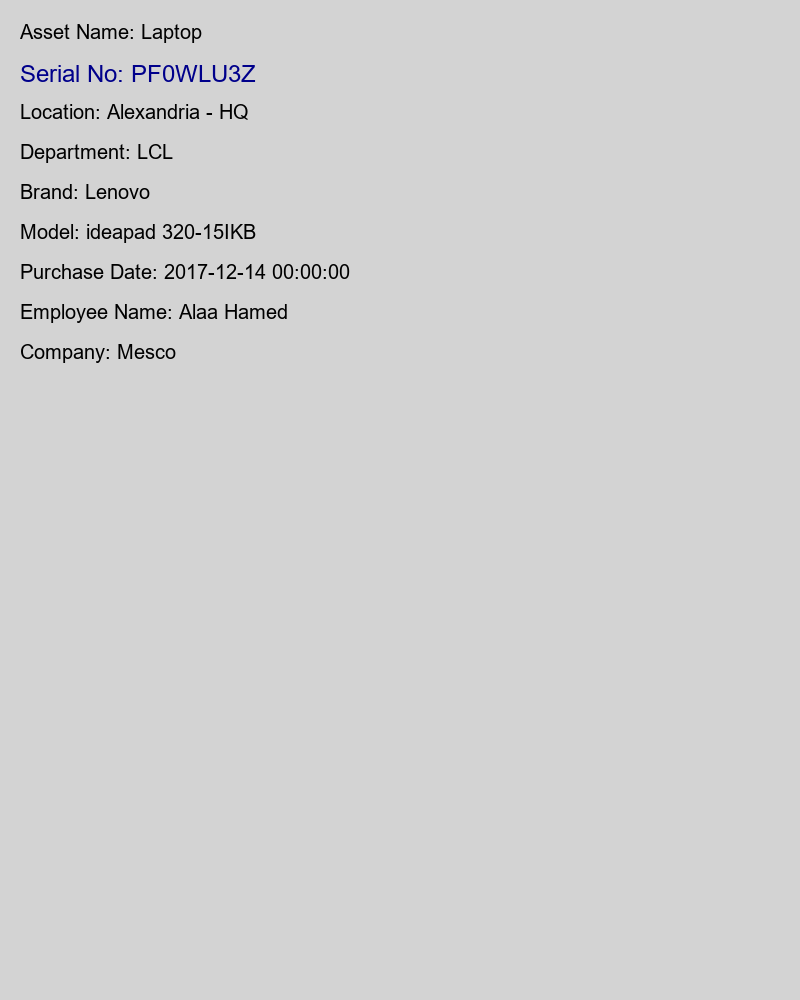 Asset Name: Laptop
Serial No: PF0WLU3Z
Location: Alexandria - HQ
Department: LCL
Brand: Lenovo
Model: ideapad 320-15IKB
Purchase Date: 2017-12-14 00:00:00
Employee Name: Alaa Hamed
Company: Mesco